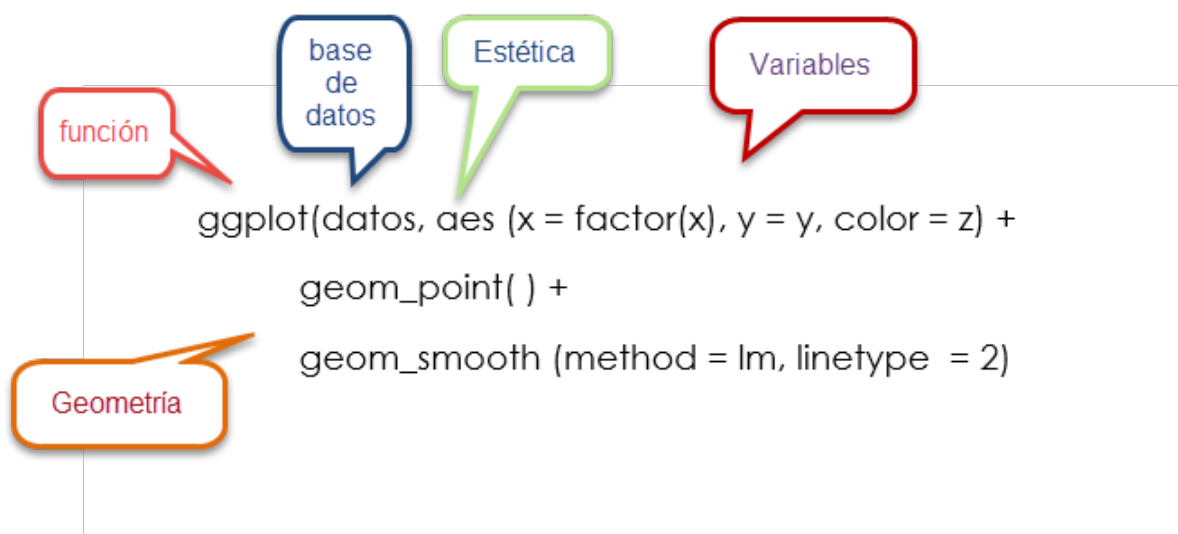 base
de
datos
Estética
Variables
función
ggplot(datos, aes (x = factor(x), y = y, color = z) +
geom_point( ) +
geom_smooth (method = lm, linetype  = 2)
Geometría